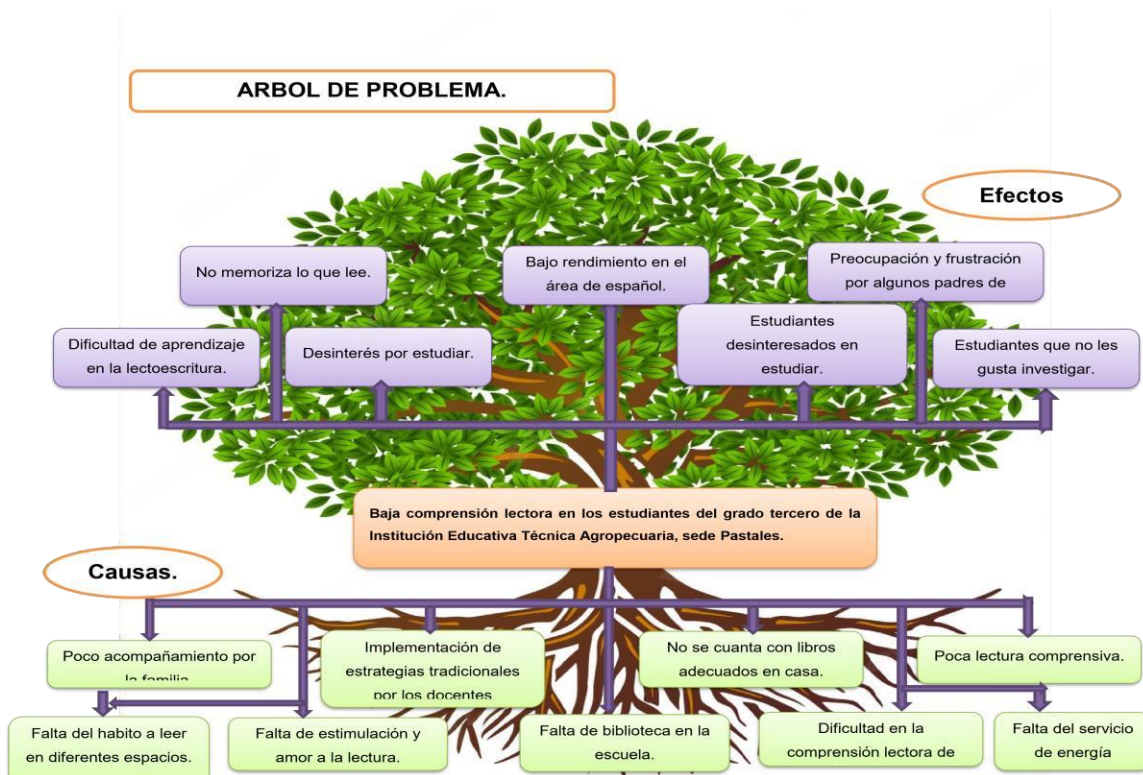 ARBOL DE PROBLEMA.
Efectos
No memoriza lo que lee.
Bajo rendimiento en el
área de español.
Preocupación y frustración
por algunos padres de
Dificultad de aprendizaje
en la lectoescritura.
Desinterés por estudiar.
Estudiantes
desinteresados en
estudiar.
Estudiantes que no les
gusta investigar.
Baja comprensión lectora en los estudiantes del grado tercero de la
Institución Educativa Técnica Agropecuaria, sede Pastales.
Causas.
Poco acompañamiento por
la familia
Implementación de
estrategias tradicionales
por los docentes
No se cuanta con libros
adecuados en casa.
Poca lectura comprensiva.
Falta del habito a leer
en diferentes espacios.
Falta de estimulación y
amor a la lectura.
Falta de biblioteca en la
escuela.
Dificultad en la
comprensión lectora de
Falta del servicio
de energía